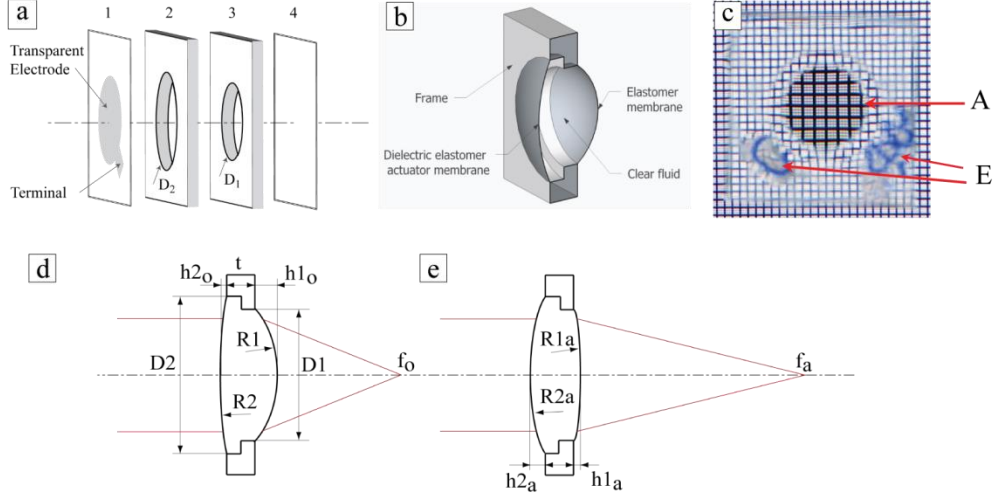 a
1 2 3 4
Transparent
Electrode
Terminal
D2
D1
b
Frame
Elastomer
membrane
Dielectric elastomer
actuator membrane
Clear fluid
c
A
E
d
h2o t h1o
D2
R1
R2
D1
fo
e
R1a
R2a
fa
h2a h1a